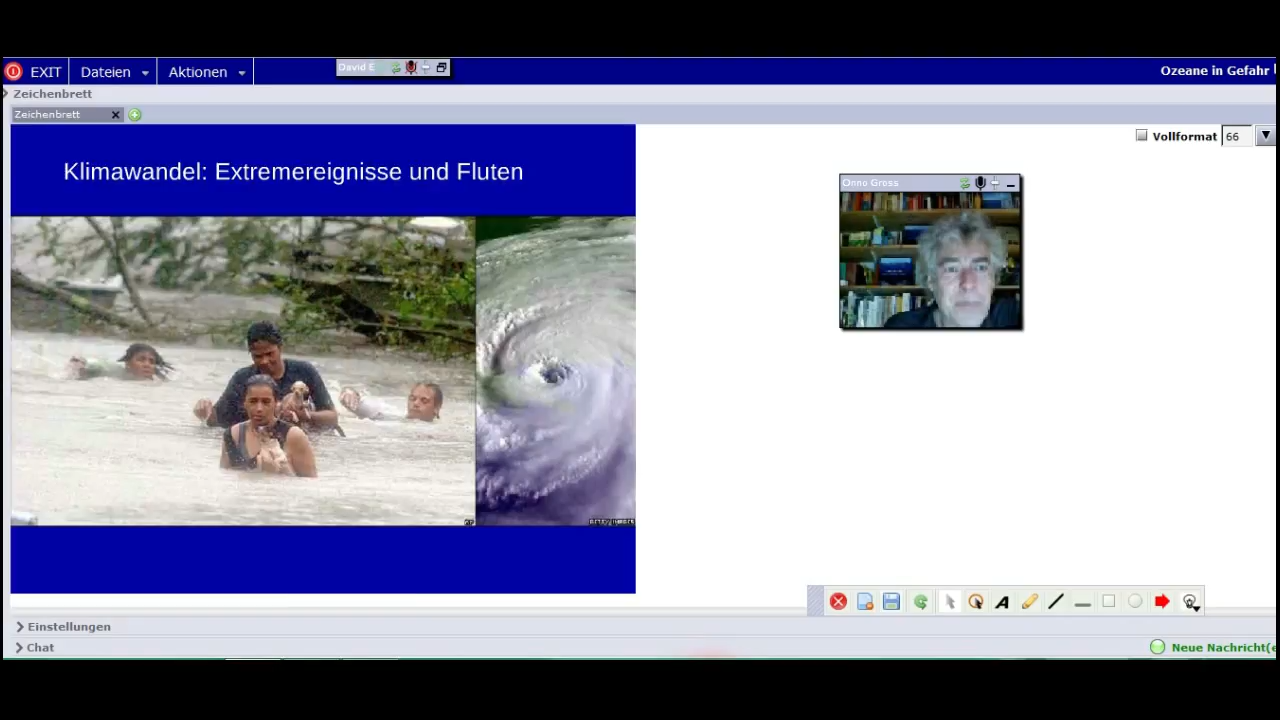 EXIT
Dateien
Aktionen
David E
Ozeane in Gefahr
Zeichenbrett
Zeichenbrett
Vollformat 66
Klimawandel: Extremereignisse und Fluten
Onno Gross
Einstellungen
Chat
Neue Nachricht(e